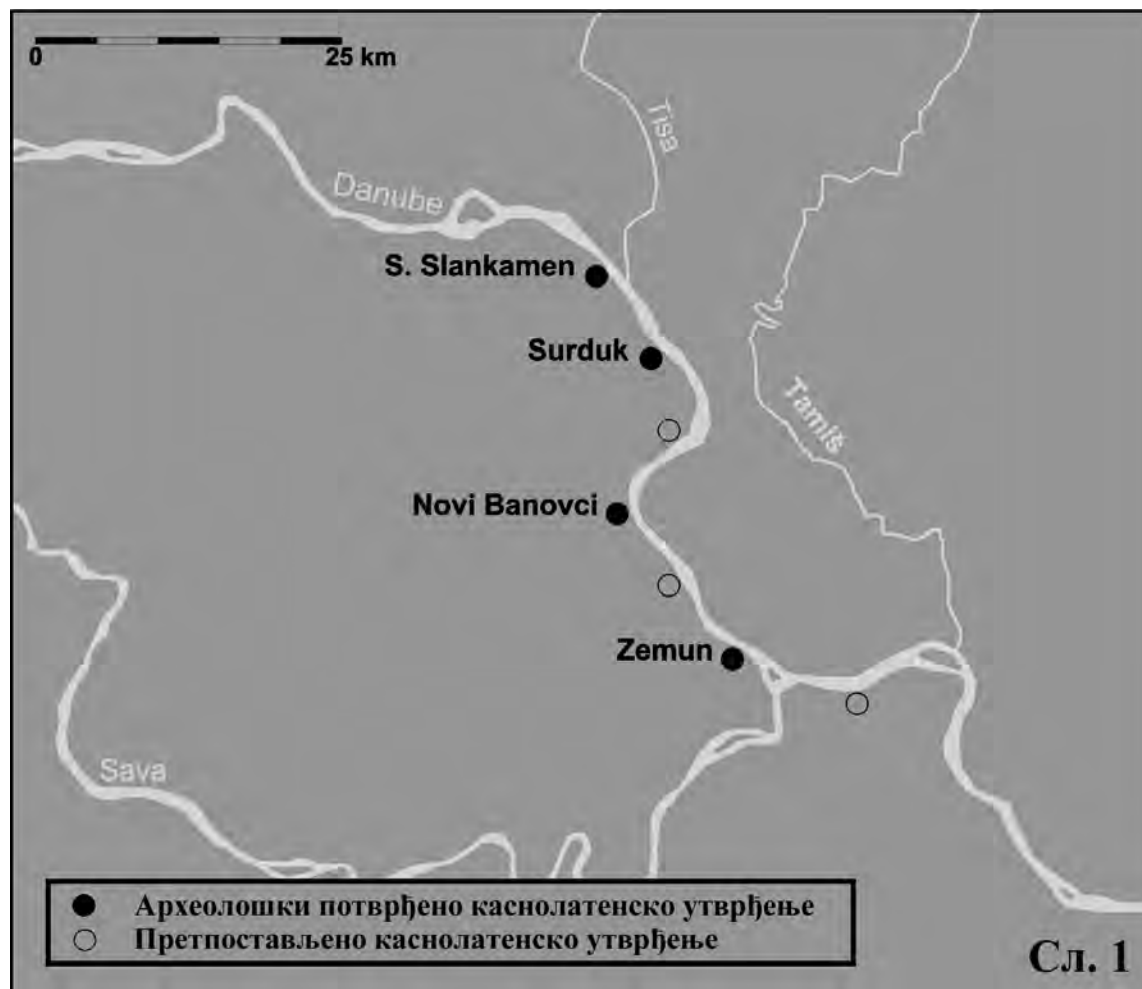 0 25 km
Tisa
Danube
S. Slankamen
Surduk
Tamiš
Novi Banovci
Zemun
Sava
Археолошки потврђено каснолатенско утврђење
Претпостављено каснолатенско утврђење
Сл. 1